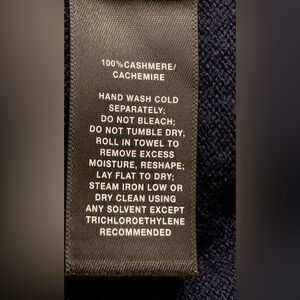 100%CASHMERE/
CACHEMIRE
HAND WASH COLD
SEPARATELY;
DO NOT BLEACH;
DO NOT TUMBLE DRY,
ROLL IN TOWEL TO
REMOVE EXCESS
MOISTURE, RESHAPE,
LAY FLAT TO DRY;
STEAM IRON LOW OR
DRY CLEAN USING
ANY SOLVENT EXCEPT
TRICHLOROETHYLENE
RECOMMENDED